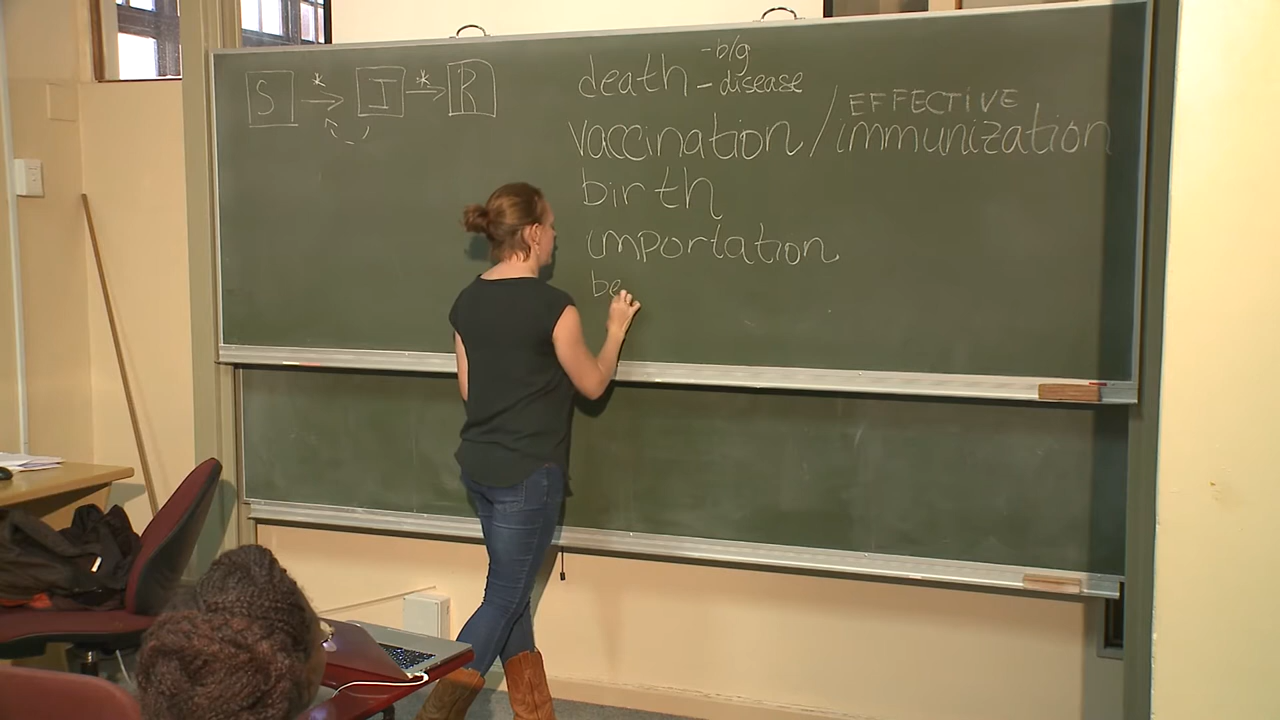 S * I * R
- b/g
death - disease
EFFECTIVE
vaccination / immunization
birth
importation
be